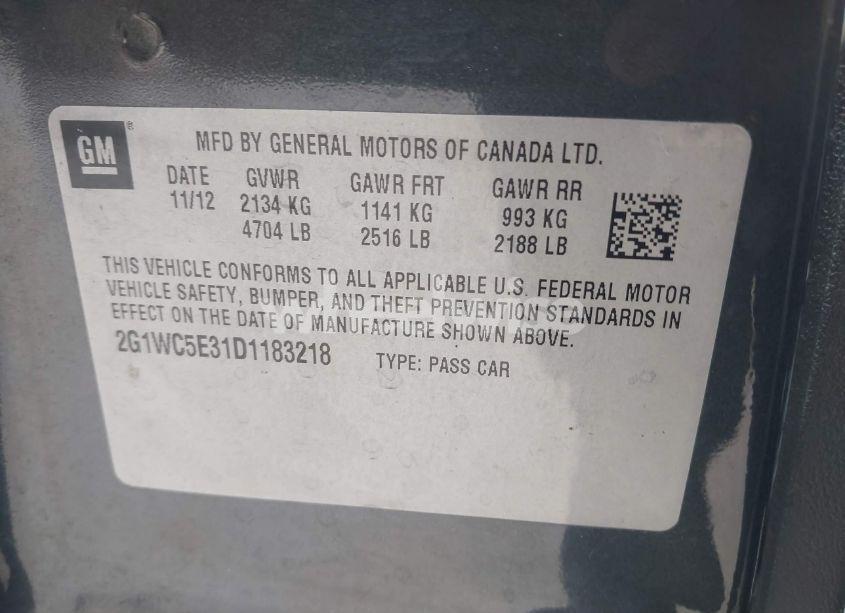 GM®
MFD BY GENERAL MOTORS OF CANADA LTD.
DATE GVWR GAWR FRT GAWR RR
11/12 2134 KG 1141 KG 993 KG
4704 LB 2516 LB 2188 LB
THIS VEHICLE CONFORMS TO ALL APPLICABLE U.S. FEDERAL MOTOR
VEHICLE SAFETY, BUMPER, AND THEFT PREVENTION STANDARDS IN
EFFECT ON THE DATE OF MANUFACTURE SHOWN ABOVE.
2G1WC5E31D1183218 TYPE: PASS CAR